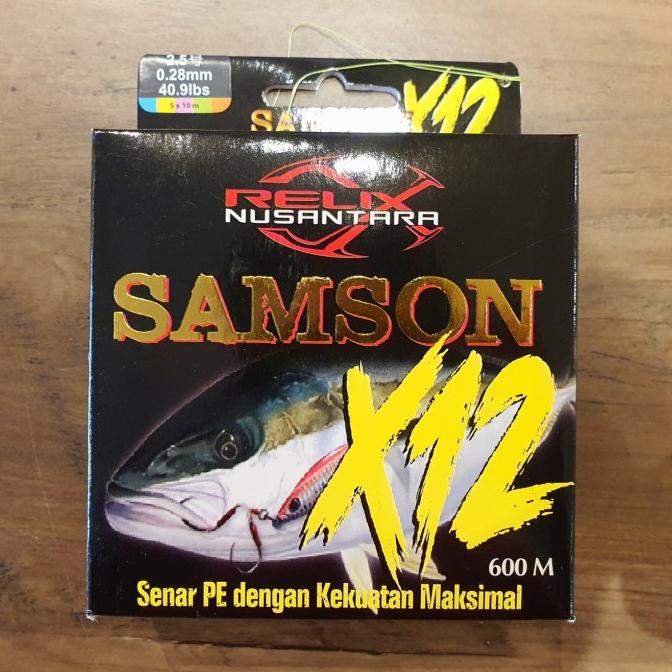 2.5号
0.28mm
40.9lbs
5 x 10 m
X12
RELIX
NUSANTARA
SAMSON
X12
600 M
Senar PE dengan Kekuatan Maksimal